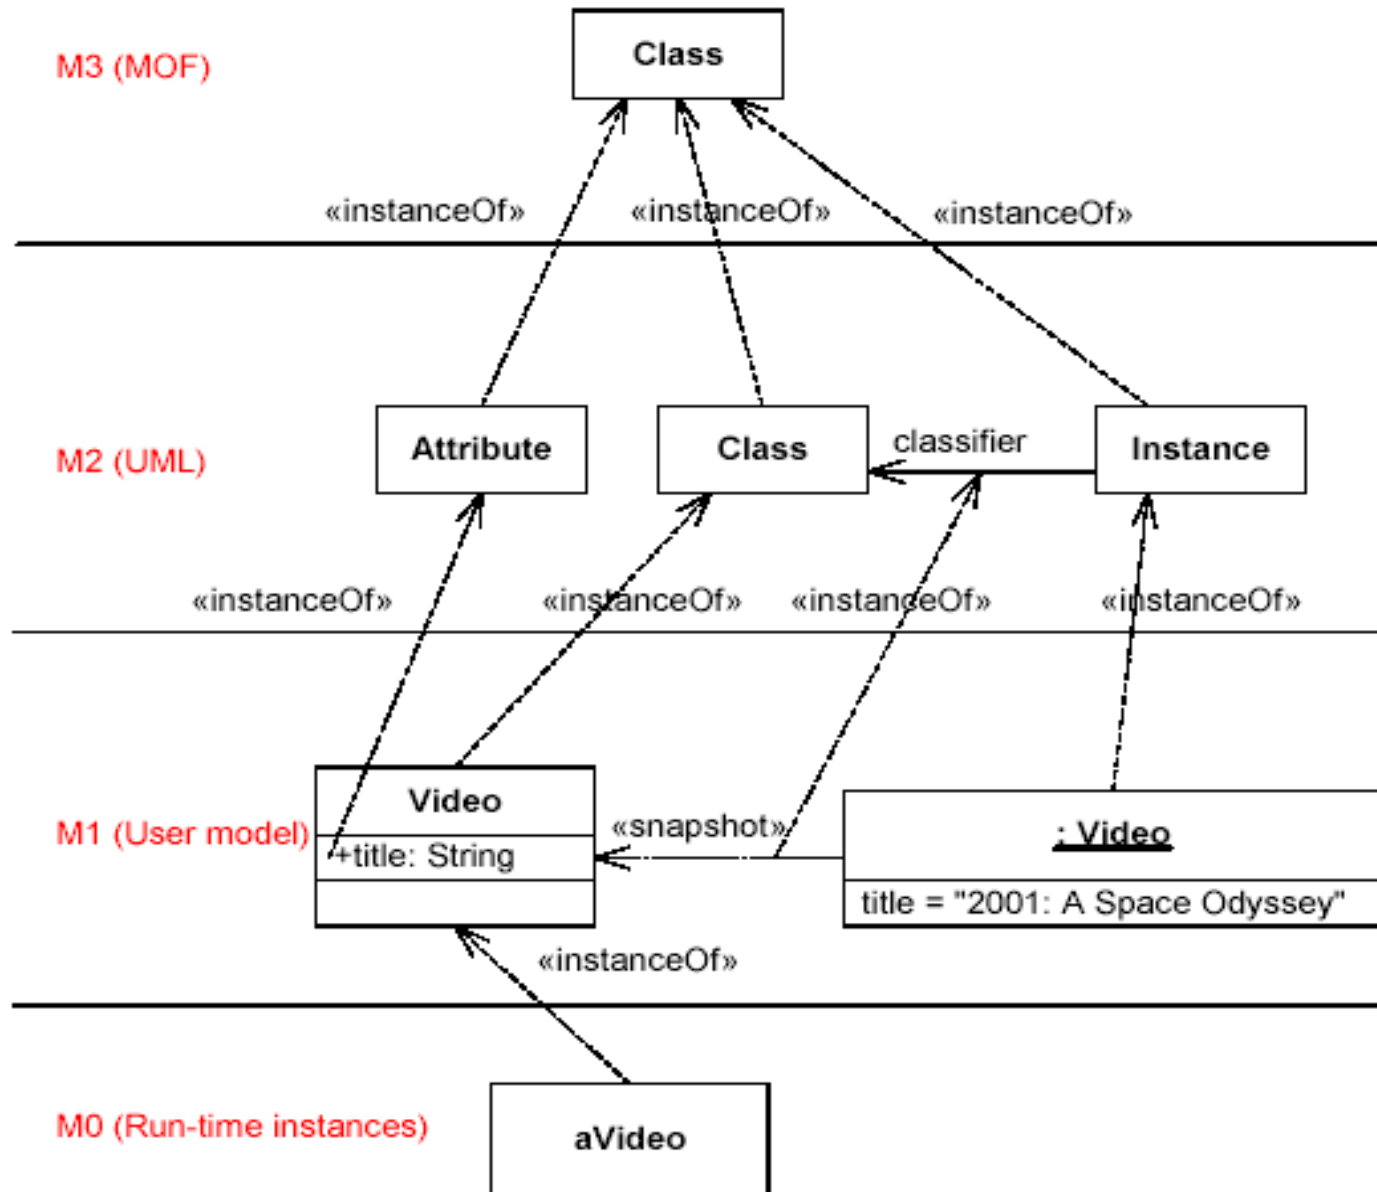 Class
M3 (MOF)
«instanceOf» «instanceOf» «instanceOf»
Attribute Class classifier Instance
M2 (UML)
«instanceOf» «instanceOf» «instanceOf» «instanceOf»
Video
M1 (User model) «snapshot» : Video
+title: String
title = "2001: A Space Odyssey"
«instanceOf»
M0 (Run-time instances)
aVideo